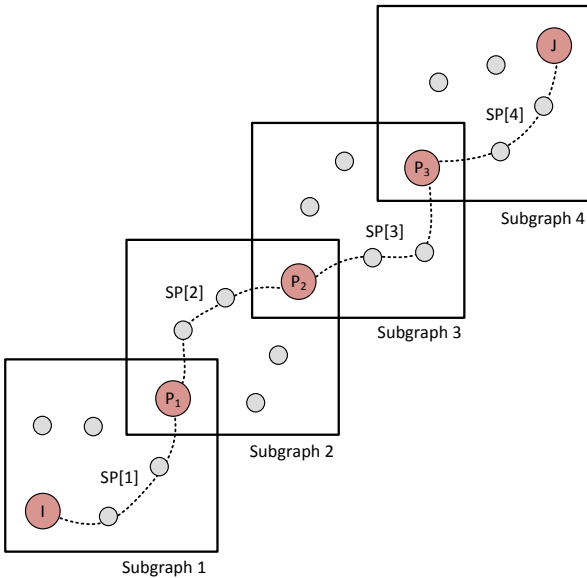 J
SP[4]
P₃
Subgraph 4
SP[3]
SP[2]
P₂
Subgraph 3
P₁
Subgraph 2
SP[1]
I
Subgraph 1